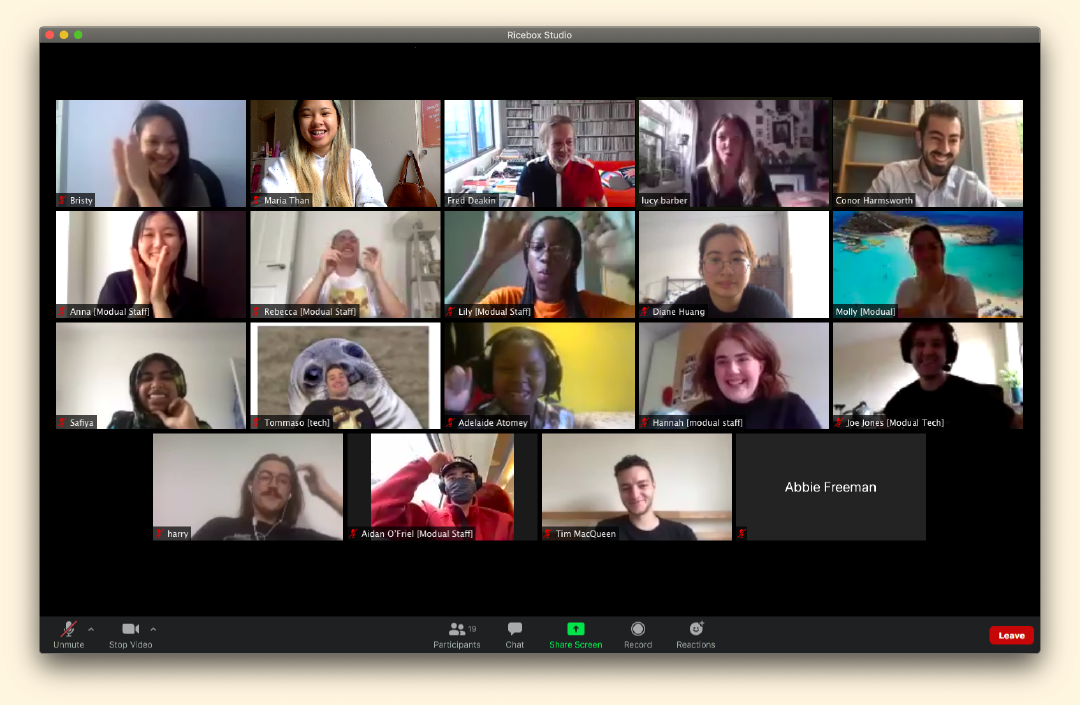 Ricebox Studio
Bristy
Maria Than
Fred Deakin
lucy barber
Conor Harmsworth
Anna [Modual Staff]
Rebecca [Modual Staff]
Lily [Modual Staff]
Diane Huang
Molly [Modual]
Safiya
Tommaso [tech]
Adelaide Atomey
Hannah [modual staff]
Joe Jones [Modual Tech]
harry
Aidan O'Friel [Modual Staff]
Tim MacQueen
Abbie Freeman
Unmute
Stop Video
Participants 19
Chat
Share Screen
Record
Reactions
Leave